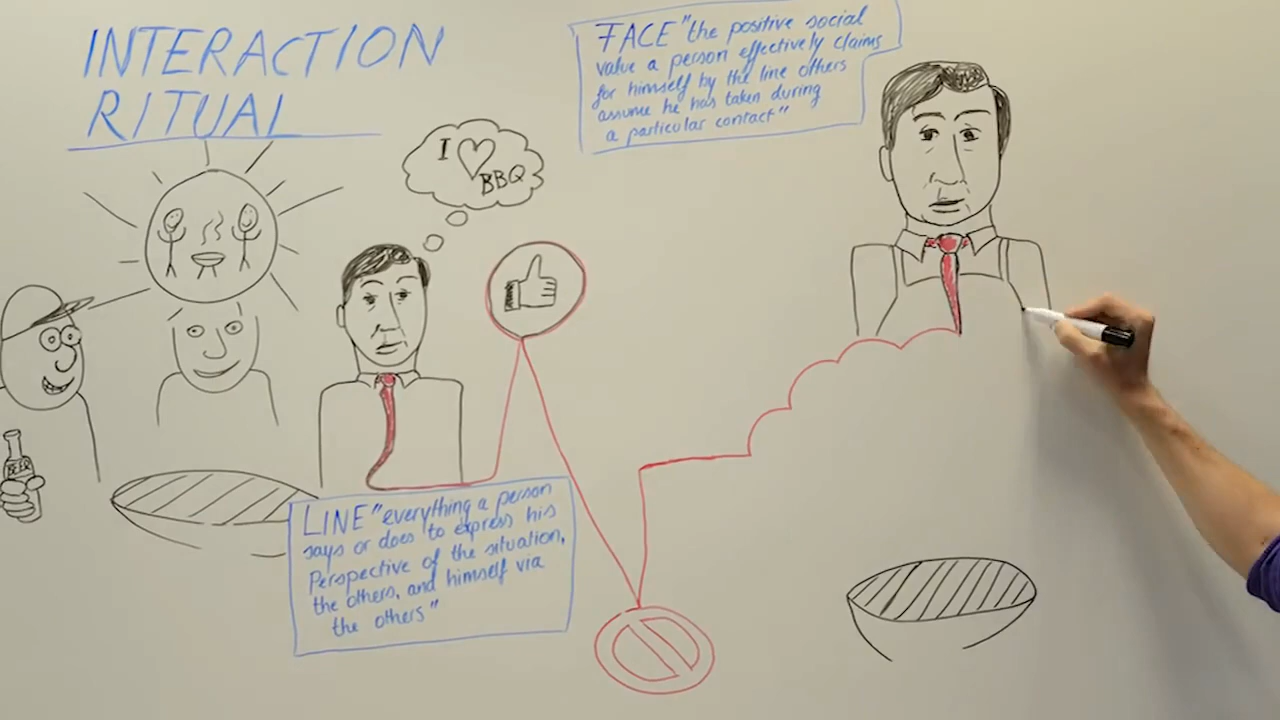 INTERACTION
RITUAL
FACE "the positive social
value a person effectively claims
for himself by the line others
assume he has taken during
a particular contact"
I ♡
BBQ
LINE "everything a person
says or does to express his
Perspective of the situation,
the others, and himself via
the others"